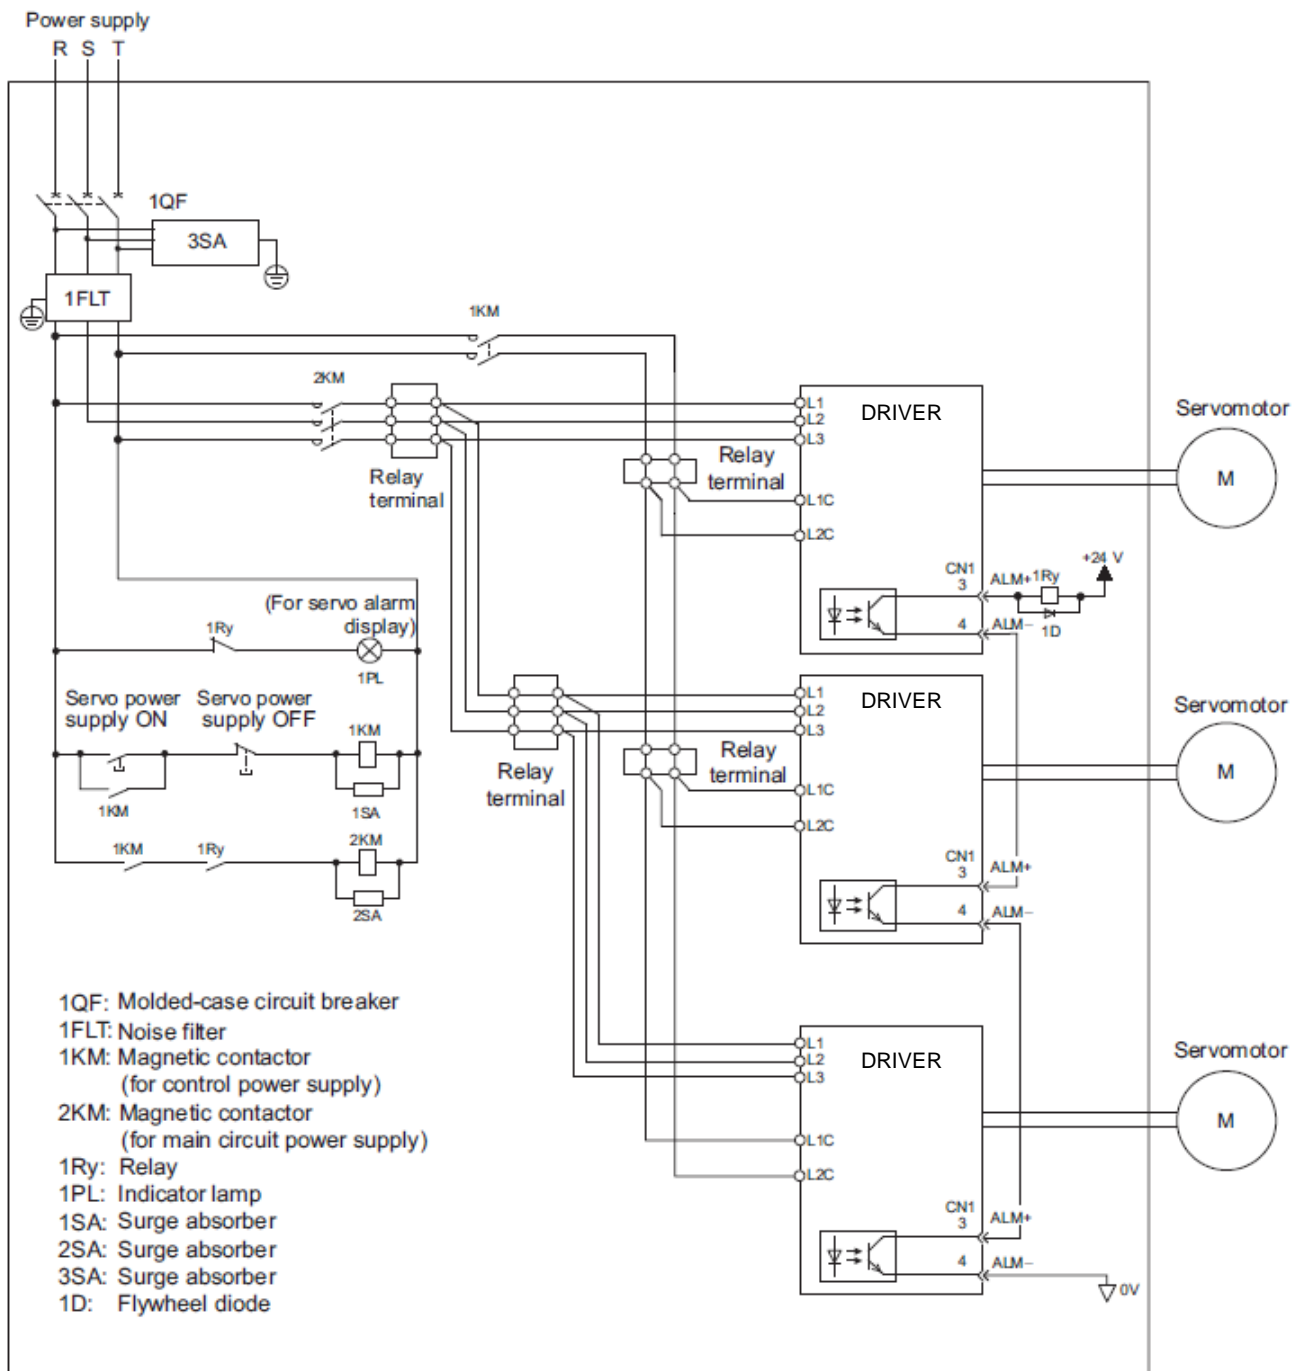 Power supply
R S T
1QF
3SA
1FLT
1KM
2KM
Relay
terminal
L1
L2
L3
DRIVER
Servomotor
M
Relay
terminal
L1C
L2C
CN1
3
ALM+
1Ry
+24 V
1D
4
ALM−
(For servo alarm
display)
1Ry
1PL
Servo power
supply ON
Servo power
supply OFF
1KM
1SA
1KM
1KM
1Ry
2KM
2SA
Relay
terminal
L1
L2
L3
DRIVER
Servomotor
M
Relay
terminal
L1C
L2C
CN1
3
ALM+
4
ALM−
L1
L2
L3
DRIVER
Servomotor
M
L1C
L2C
CN1
3
ALM+
4
ALM−
0V
1QF: Molded-case circuit breaker
1FLT: Noise filter
1KM: Magnetic contactor
(for control power supply)
2KM: Magnetic contactor
(for main circuit power supply)
1Ry: Relay
1PL: Indicator lamp
1SA: Surge absorber
2SA: Surge absorber
3SA: Surge absorber
1D: Flywheel diode